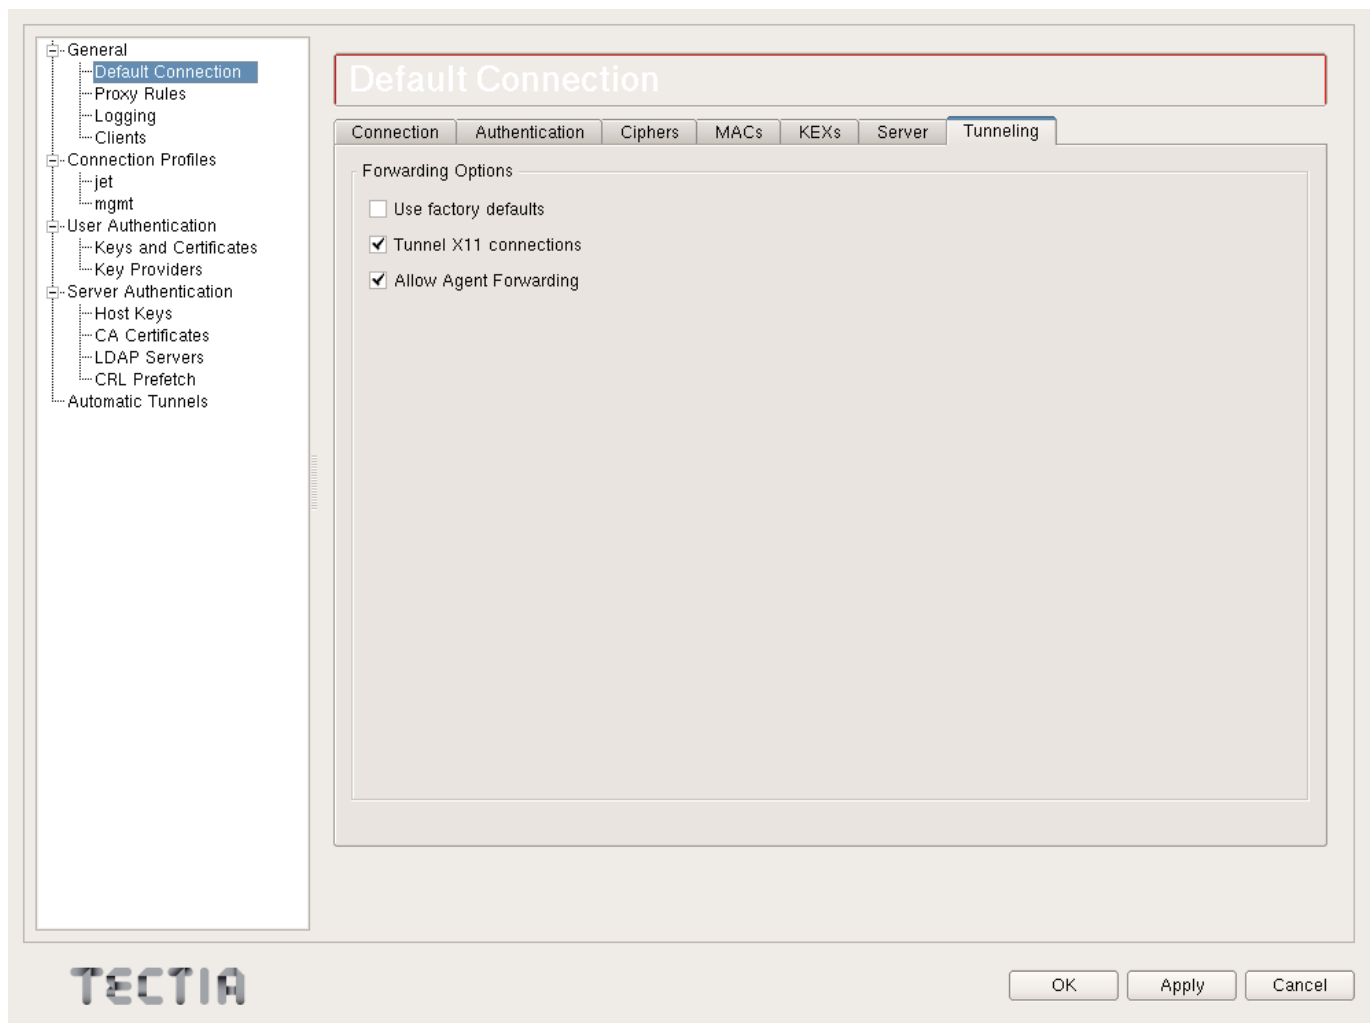 General
Default Connection
Proxy Rules
Logging
Clients
Connection Profiles
jet
mgmt
User Authentication
Keys and Certificates
Key Providers
Server Authentication
Host Keys
CA Certificates
LDAP Servers
CRL Prefetch
Automatic Tunnels
Default Connection
Connection Authentication Ciphers MACs KEXs Server Tunneling
Forwarding Options
Use factory defaults
Tunnel X11 connections
Allow Agent Forwarding
TECTIA
OK Apply Cancel